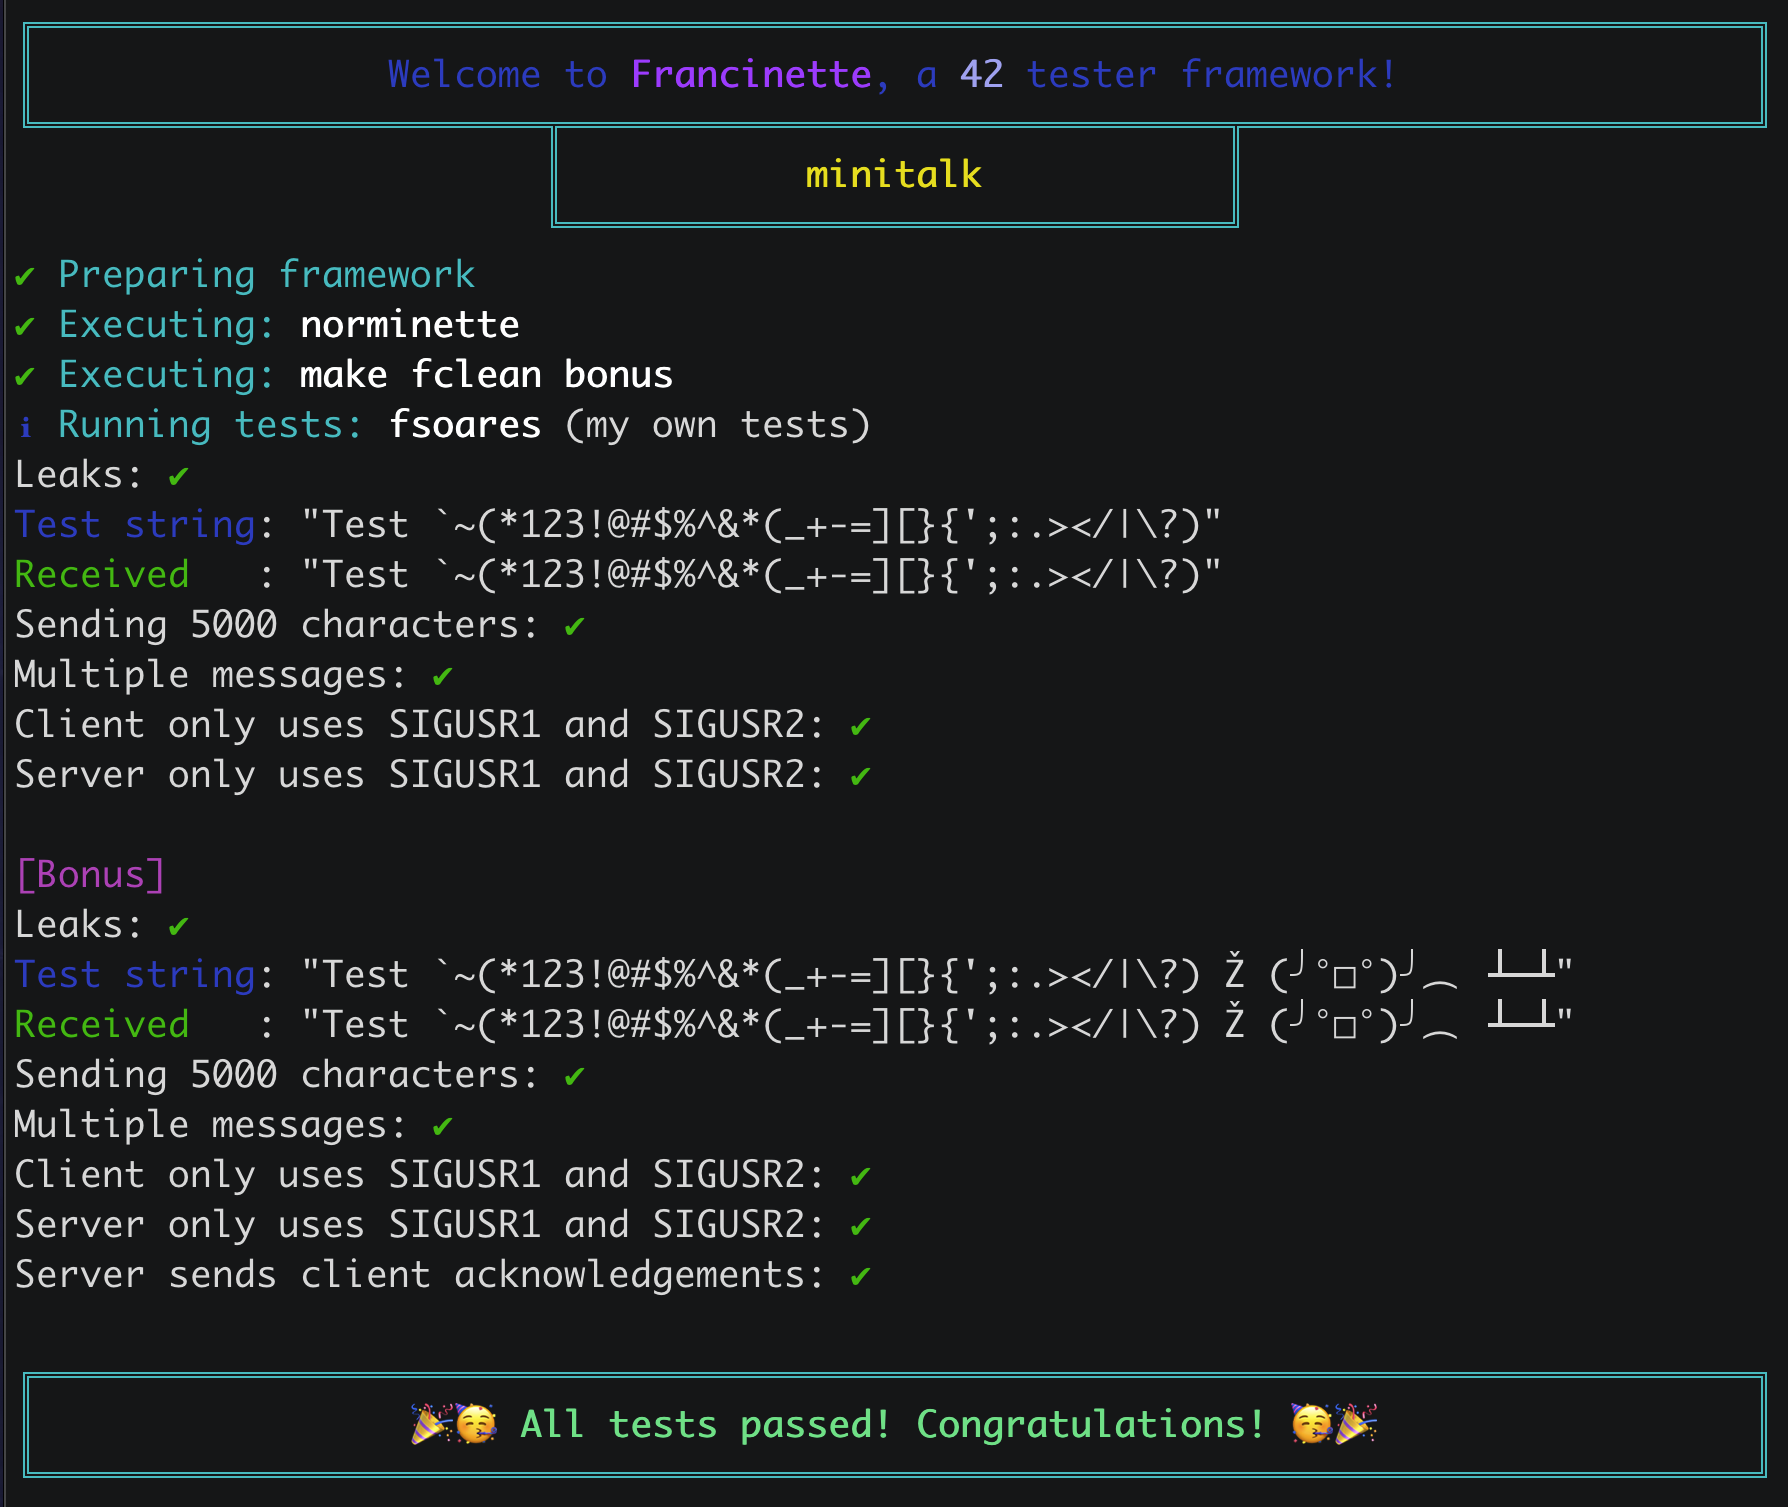 Welcome to Francinette, a 42 tester framework!
minitalk
✔ Preparing framework
✔ Executing: norminette
✔ Executing: make fclean bonus
ℹ Running tests: fsoares (my own tests)
Leaks: ✔
Test string: "Test `~(*123!@#$%^&*(_+-=][}{';:.></|\?)"
Received   : "Test `~(*123!@#$%^&*(_+-=][}{';:.></|\?)"
Sending 5000 characters: ✔
Multiple messages: ✔
Client only uses SIGUSR1 and SIGUSR2: ✔
Server only uses SIGUSR1 and SIGUSR2: ✔
[Bonus]
Leaks: ✔
Test string: "Test `~(*123!@#$%^&*(_+-=][}{';:.></|\?) Ž (╯°□°)╯︵ ┻━┻"
Received   : "Test `~(*123!@#$%^&*(_+-=][}{';:.></|\?) Ž (╯°□°)╯︵ ┻━┻"
Sending 5000 characters: ✔
Multiple messages: ✔
Client only uses SIGUSR1 and SIGUSR2: ✔
Server only uses SIGUSR1 and SIGUSR2: ✔
Server sends client acknowledgements: ✔
🎉🥳 All tests passed! Congratulations! 🥳🎉